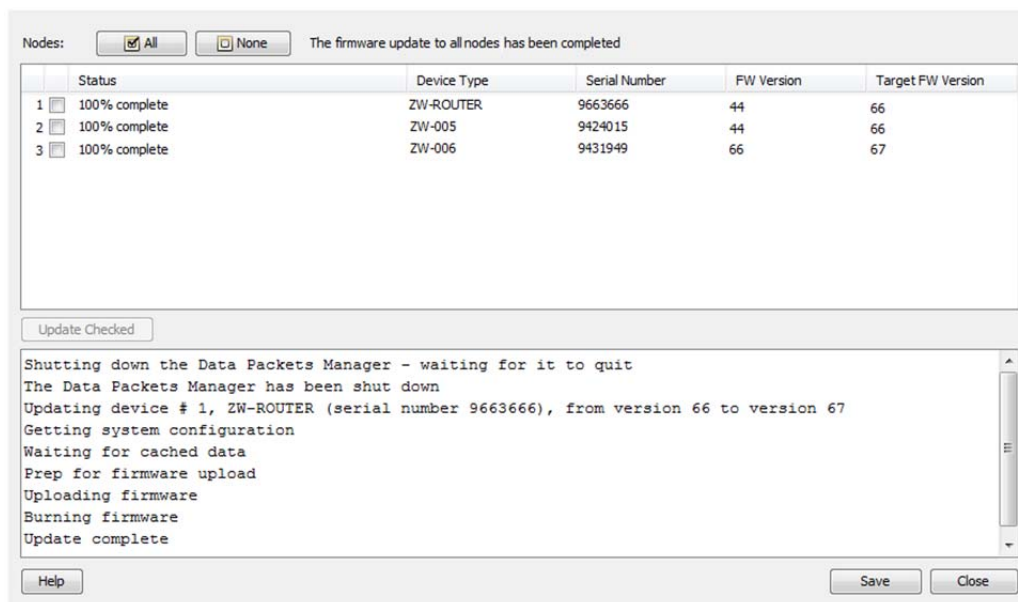 Nodes: All None The firmware update to all nodes has been completed
Status Device Type Serial Number FW Version Target FW Version
1 100% complete ZW-ROUTER 9663666 44 66
2 100% complete ZW-005 9424015 44 66
3 100% complete ZW-006 9431949 66 67
Update Checked
Shutting down the Data Packets Manager - waiting for it to quit
The Data Packets Manager has been shut down
Updating device # 1, ZW-ROUTER (serial number 9663666), from version 66 to version 67
Getting system configuration
Waiting for cached data
Prep for firmware upload
Uploading firmware
Burning firmware
Update complete
Help Save Close